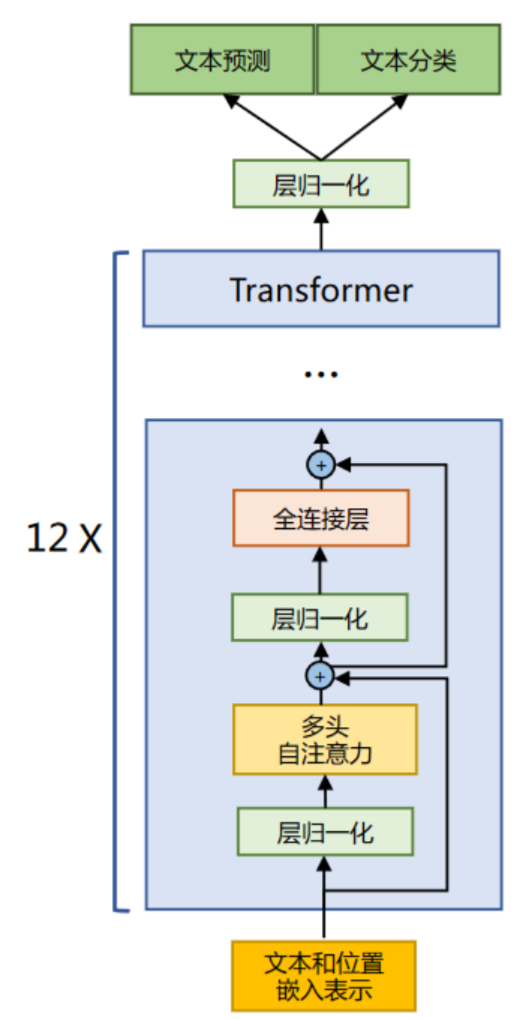 文本预测 文本分类
层归一化
Transformer
...
12 X
+
全连接层
层归一化
+
多头
自注意力
层归一化
文本和位置
嵌入表示